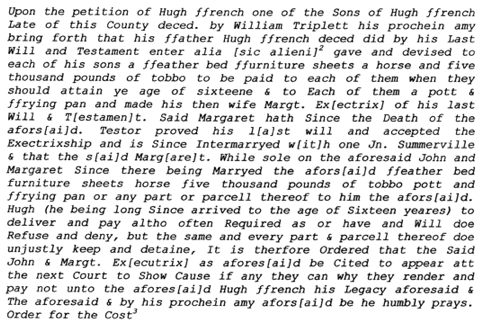 Upon the petition of Hugh ffrench one of the Sons of Hugh ffrench
Late of this County deced. by William Triplett his prochein amy
bring forth that his ffather Hugh ffrench deced did by his Last
Will and Testament enter alia [sic alieni]² gave and devised to
each of his sons a ffeather bed ffurniture sheets a horse and five
thousand pounds of tobbo to be paid to each of them when they
should attain ye age of sixteene & to Each of them a pott &
ffrying pan and made his then wife Margt. Ex[ectrix] of his last
Will & T[estamen]t. Said Margaret hath Since the Death of the
afors[ai]d. Testor proved his l[a]st will and accepted the
Exectrixship and is Since Intermarryed w[it]h one Jn. Summerville
& that the s[ai]d Marg[are]t. While sole on the aforesaid John and
Margaret Since there being Marryed the afors[ai]d ffeather bed
furniture sheets horse five thousand pounds of tobbo pott and
ffrying pan or any part or parcell thereof to him the afors[ai]d.
Hugh (he being long Since arrived to the age of Sixteen yeares) to
deliver and pay altho often Required as or have and Will doe
Refuse and deny, but the same and every part & parcell thereof doe
unjustly keep and detaine, It is therfore Ordered that the Said
John & Margt. Ex[ecutrix] as afores[ai]d be Cited to appear att
the next Court to Show Cause if any they can why they render and
pay not unto the afores[ai]d Hugh ffrench his Legacy aforesaid &
The aforesaid & by his prochein amy afors[ai]d be he humbly prays.
Order for the Cost³